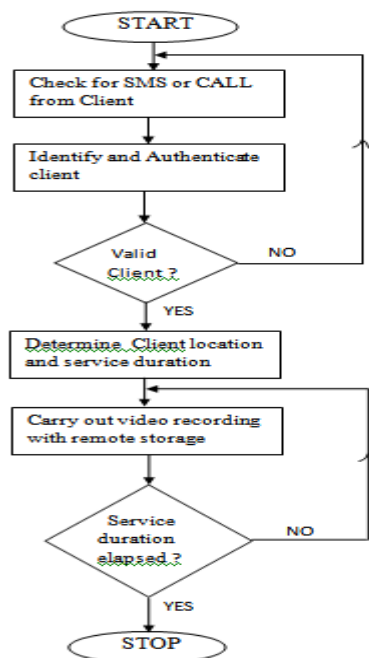 START
Check for SMS or CALL
from Client
Identify and Authenticate
client
Valid
Client ?
NO
YES
Determine Client location
and service duration
Carry out video recording
with remote storage
Service
duration
elapsed ?
NO
YES
STOP